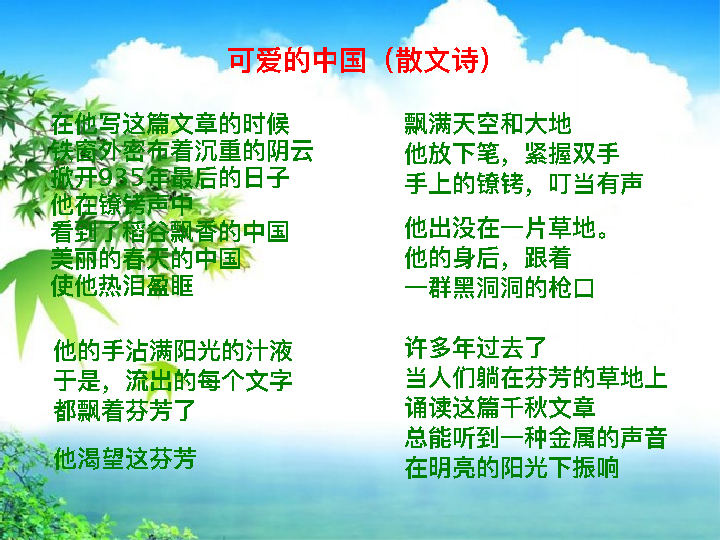 可爱的中国（散文诗）
在他写这篇文章的时候
铁窗外密布着沉重的阴云
掀开935年最后的日子
他在镣铐声中
看到了稻谷飘香的中国
美丽的春天的中国
使他热泪盈眶
他的手沾满阳光的汁液
于是，流出的每个文字
都飘着芬芳了
他渴望这芬芳
飘满天空和大地
他放下笔，紧握双手
手上的镣铐，叮当有声
他出没在一片草地。
他的身后，跟着
一群黑洞洞的枪口
许多年过去了
当人们躺在芬芳的草地上
诵读这篇千秋文章
总能听到一种金属的声音
在明亮的阳光下振响